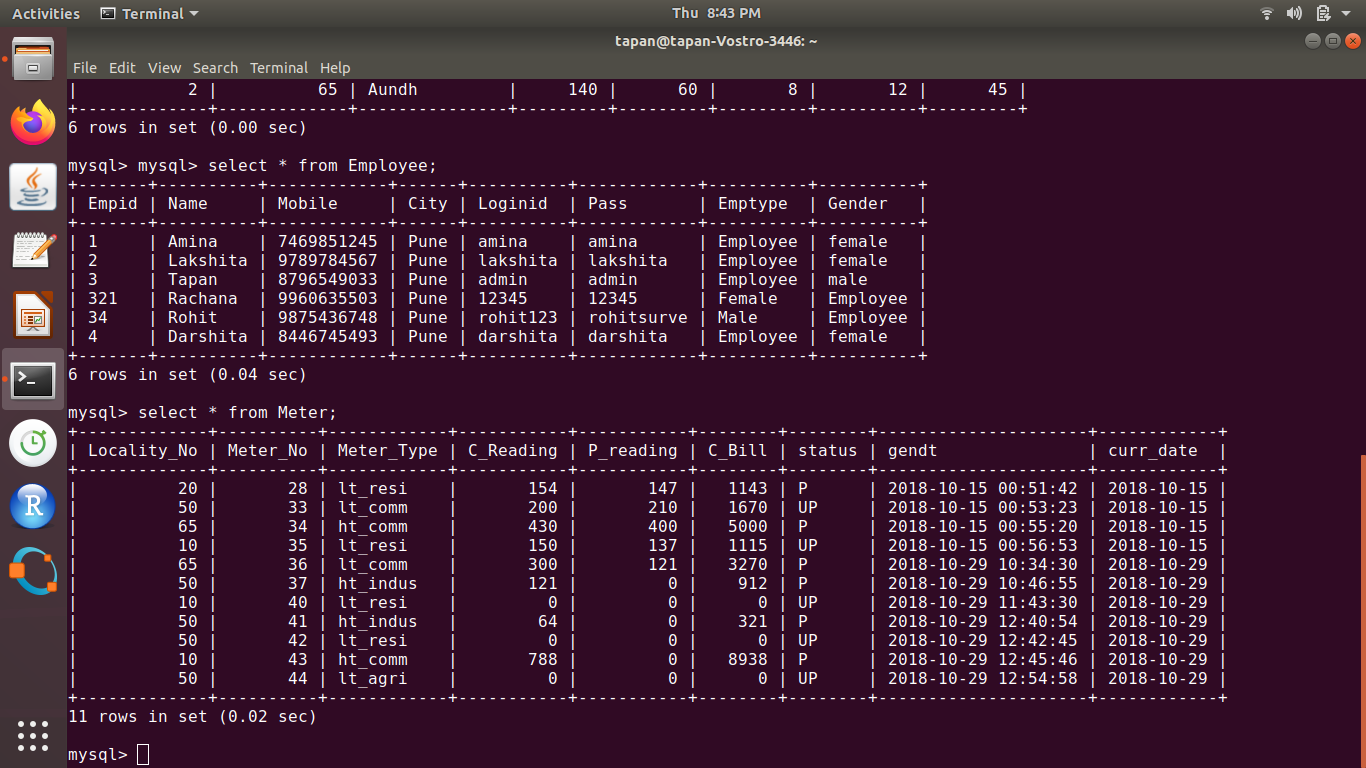 Activities Terminal Thu 8:43 PM
tapan@tapan-Vostro-3446: ~
File Edit View Search Terminal Help
|           2 |          65 | Aundh         |     140 |      60 |       8 |       12 |      45 |
+-------------+-------------+---------------+---------+---------+---------+----------+---------+
6 rows in set (0.00 sec)
mysql> mysql> select * from Employee;
+-------+----------+------------+------+----------+------------+----------+----------+
| Empid | Name     | Mobile     | City | Loginid  | Pass       | Emptype  | Gender   |
+-------+----------+------------+------+----------+------------+----------+----------+
| 1     | Amina    | 7469851245 | Pune | amina    | amina      | Employee | female   |
| 2     | Lakshita | 9789784567 | Pune | lakshita | lakshita   | Employee | female   |
| 3     | Tapan    | 8796549033 | Pune | admin    | admin      | Employee | male     |
| 321   | Rachana  | 9960635503 | Pune | 12345    | 12345      | Female   | Employee |
| 34    | Rohit    | 9875436748 | Pune | rohit123 | rohitsurve | Male     | Employee |
| 4     | Darshita | 8446745493 | Pune | darshita | darshita   | Employee | female   |
+-------+----------+------------+------+----------+------------+----------+----------+
6 rows in set (0.04 sec)
mysql> select * from Meter;
+-------------+----------+------------+-----------+-----------+--------+--------+---------------------+------------+
| Locality_No | Meter_No | Meter_Type | C_Reading | P_reading | C_Bill | status | gendt               | curr_date  |
+-------------+----------+------------+-----------+-----------+--------+--------+---------------------+------------+
|          20 |       28 | lt_resi    |       154 |       147 |   1143 | P      | 2018-10-15 00:51:42 | 2018-10-15 |
|          50 |       33 | lt_comm    |       200 |       210 |   1670 | UP     | 2018-10-15 00:53:23 | 2018-10-15 |
|          65 |       34 | ht_comm    |       430 |       400 |   5000 | P      | 2018-10-15 00:55:20 | 2018-10-15 |
|          10 |       35 | lt_resi    |       150 |       137 |   1115 | UP     | 2018-10-15 00:56:53 | 2018-10-15 |
|          65 |       36 | lt_comm    |       300 |       121 |   3270 | P      | 2018-10-29 10:34:30 | 2018-10-29 |
|          50 |       37 | ht_indus   |       121 |         0 |    912 | P      | 2018-10-29 10:46:55 | 2018-10-29 |
|          10 |       40 | lt_resi    |         0 |         0 |      0 | UP     | 2018-10-29 11:43:30 | 2018-10-29 |
|          50 |       41 | ht_indus   |        64 |         0 |    321 | P      | 2018-10-29 12:40:54 | 2018-10-29 |
|          50 |       42 | lt_resi    |         0 |         0 |      0 | UP     | 2018-10-29 12:42:45 | 2018-10-29 |
|          10 |       43 | ht_comm    |       788 |         0 |   8938 | P      | 2018-10-29 12:45:46 | 2018-10-29 |
|          50 |       44 | lt_agri    |         0 |         0 |      0 | UP     | 2018-10-29 12:54:58 | 2018-10-29 |
+-------------+----------+------------+-----------+-----------+--------+--------+---------------------+------------+
11 rows in set (0.02 sec)
mysql>